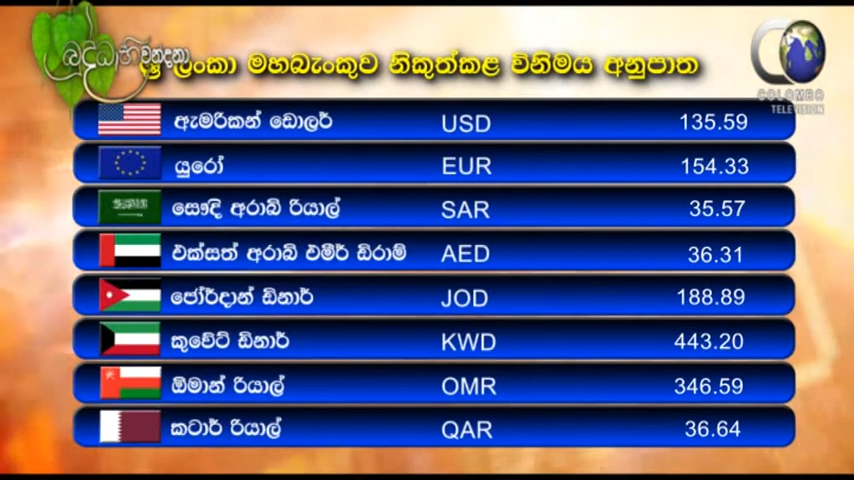 බුද්ධාභිවන්දනා
ශ්‍රී ලංකා මහබැංකුව නිකුත්කළ විනිමය අනුපාත
COLOMBO
TELEVISION
ඇමරිකන් ඩොලර් USD 135.59
යුරෝ EUR 154.33
සෞදි අරාබි රියාල් SAR 35.57
එක්සත් අරාබි එමීර් ඩිරාම් AED 36.31
ජෝර්දාන් ඩිනාර් JOD 188.89
කුවේට් ඩිනාර් KWD 443.20
ඕමාන් රියාල් OMR 346.59
කටාර් රියාල් QAR 36.64